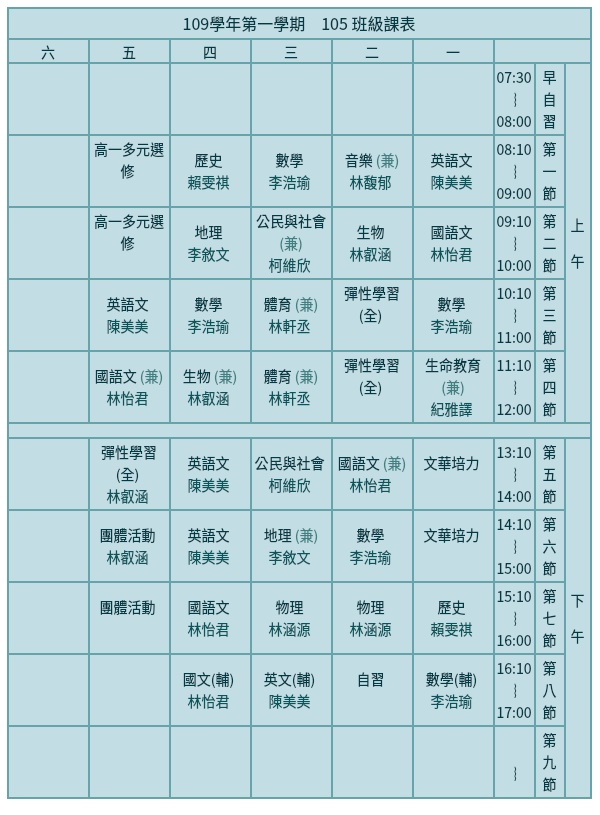 109學年第一學期 105 班級課表
六 五 四 三 二 一
07:30
～
08:00
早
自
習
高一多元選
修
歷史
賴雯祺
數學
李浩瑜
音樂 (兼)
林馥郁
英語文
陳美美
08:10
～
09:00
第
一
節
高一多元選
修
地理
李敘文
公民與社會
(兼)
柯維欣
生物
林叡涵
國語文
林怡君
09:10
～
10:00
第
二
節
上
午
英語文
陳美美
數學
李浩瑜
體育 (兼)
林軒丞
彈性學習
(全)
數學
李浩瑜
10:10
～
11:00
第
三
節
國語文 (兼)
林怡君
生物 (兼)
林叡涵
體育 (兼)
林軒丞
彈性學習
(全)
生命教育
(兼)
紀雅譯
11:10
～
12:00
第
四
節
彈性學習
(全)
林叡涵
英語文
陳美美
公民與社會
柯維欣
國語文 (兼)
林怡君
文華培力
13:10
～
14:00
第
五
節
團體活動
林叡涵
英語文
陳美美
地理 (兼)
李敘文
數學
李浩瑜
文華培力
14:10
～
15:00
第
六
節
團體活動
國語文
林怡君
物理
林涵源
物理
林涵源
歷史
賴雯祺
15:10
～
16:00
第
七
節
下
午
國文(輔)
林怡君
英文(輔)
陳美美
自習
數學(輔)
李浩瑜
16:10
～
17:00
第
八
節
～
第
九
節